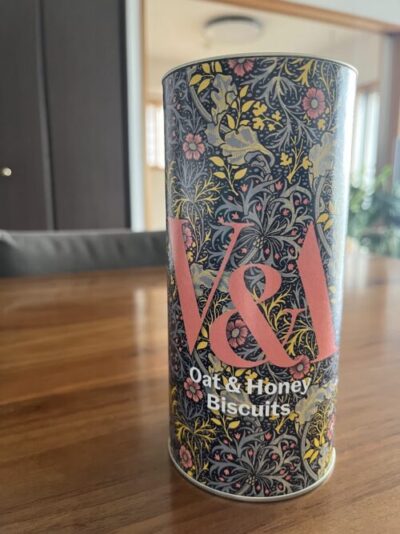 V&A
Oat & Honey
Biscuits